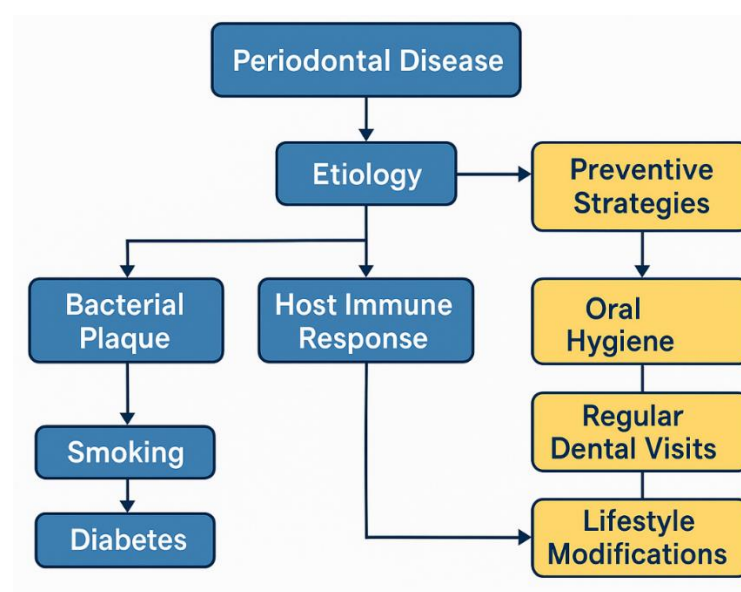 Periodontal Disease
Etiology
Preventive
Strategies
Bacterial
Plaque
Host Immune
Response
Oral
Hygiene
Smoking
Regular
Dental Visits
Diabetes
Lifestyle
Modifications